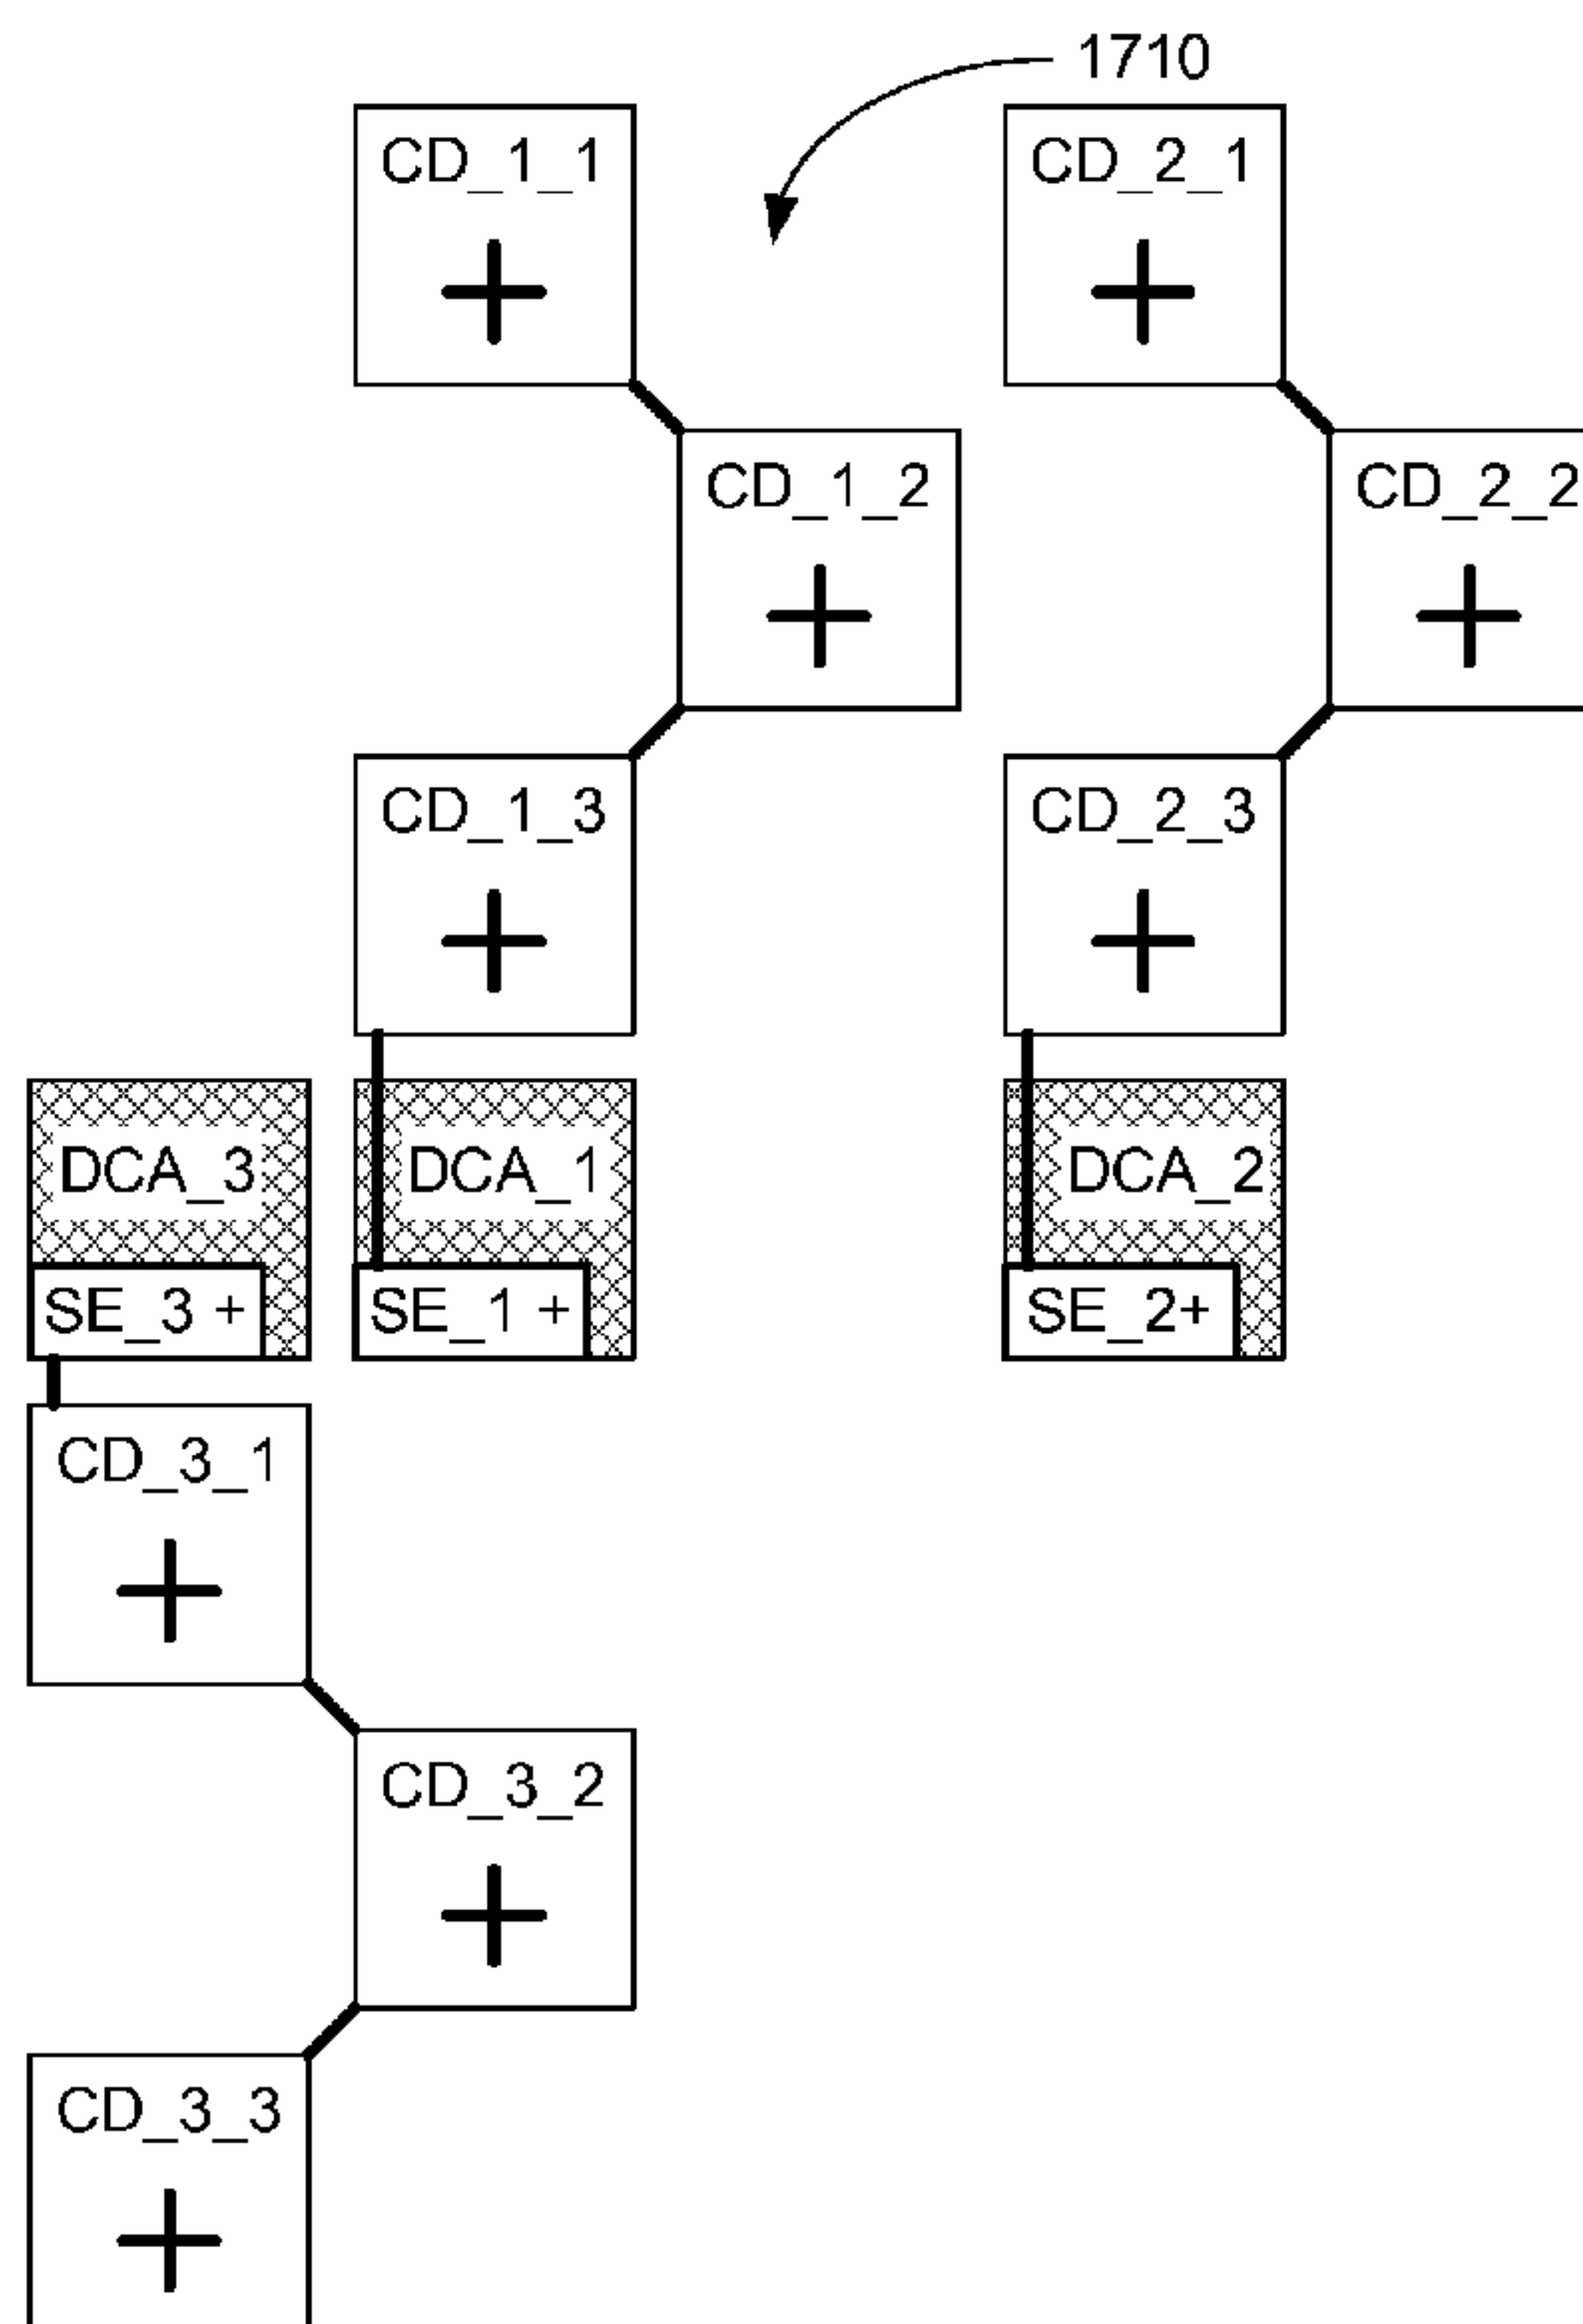 1710
CD_1_1
CD_2_1
CD_1_2
CD_2_2
CD_1_3
CD_2_3
DCA_3
DCA_1
DCA_2
SE_3 +
SE_1 +
SE_2+
CD_3_1
CD_3_2
CD_3_3